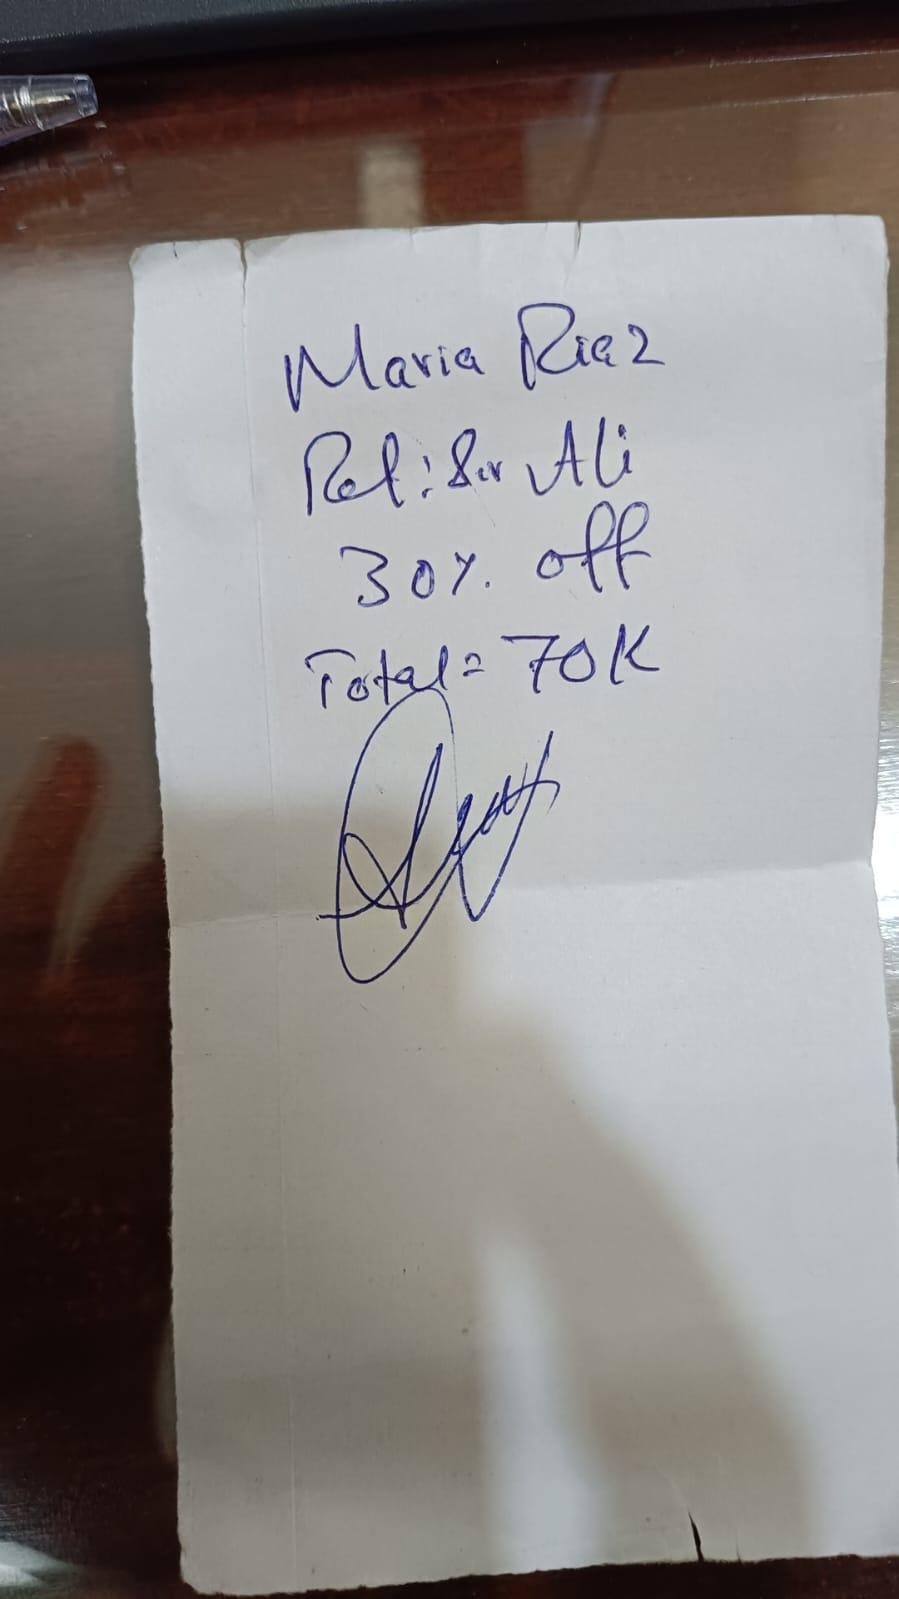 Maria Riaz
Ref: Sir Ali
30%. off
Total = 70K